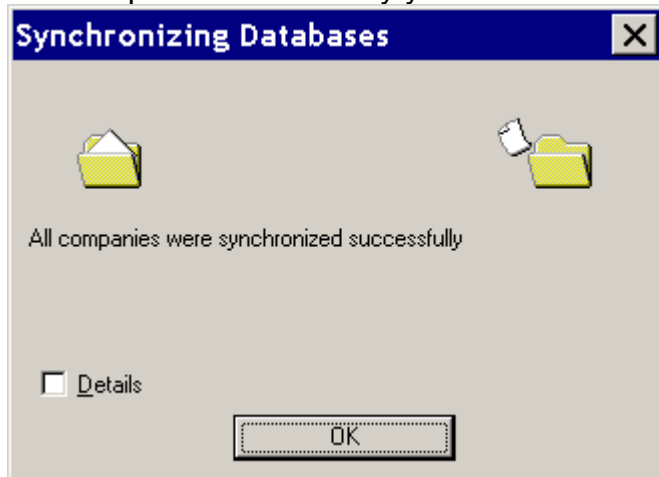 Synchronizing Databases
All companies were synchronized successfully
Details
OK